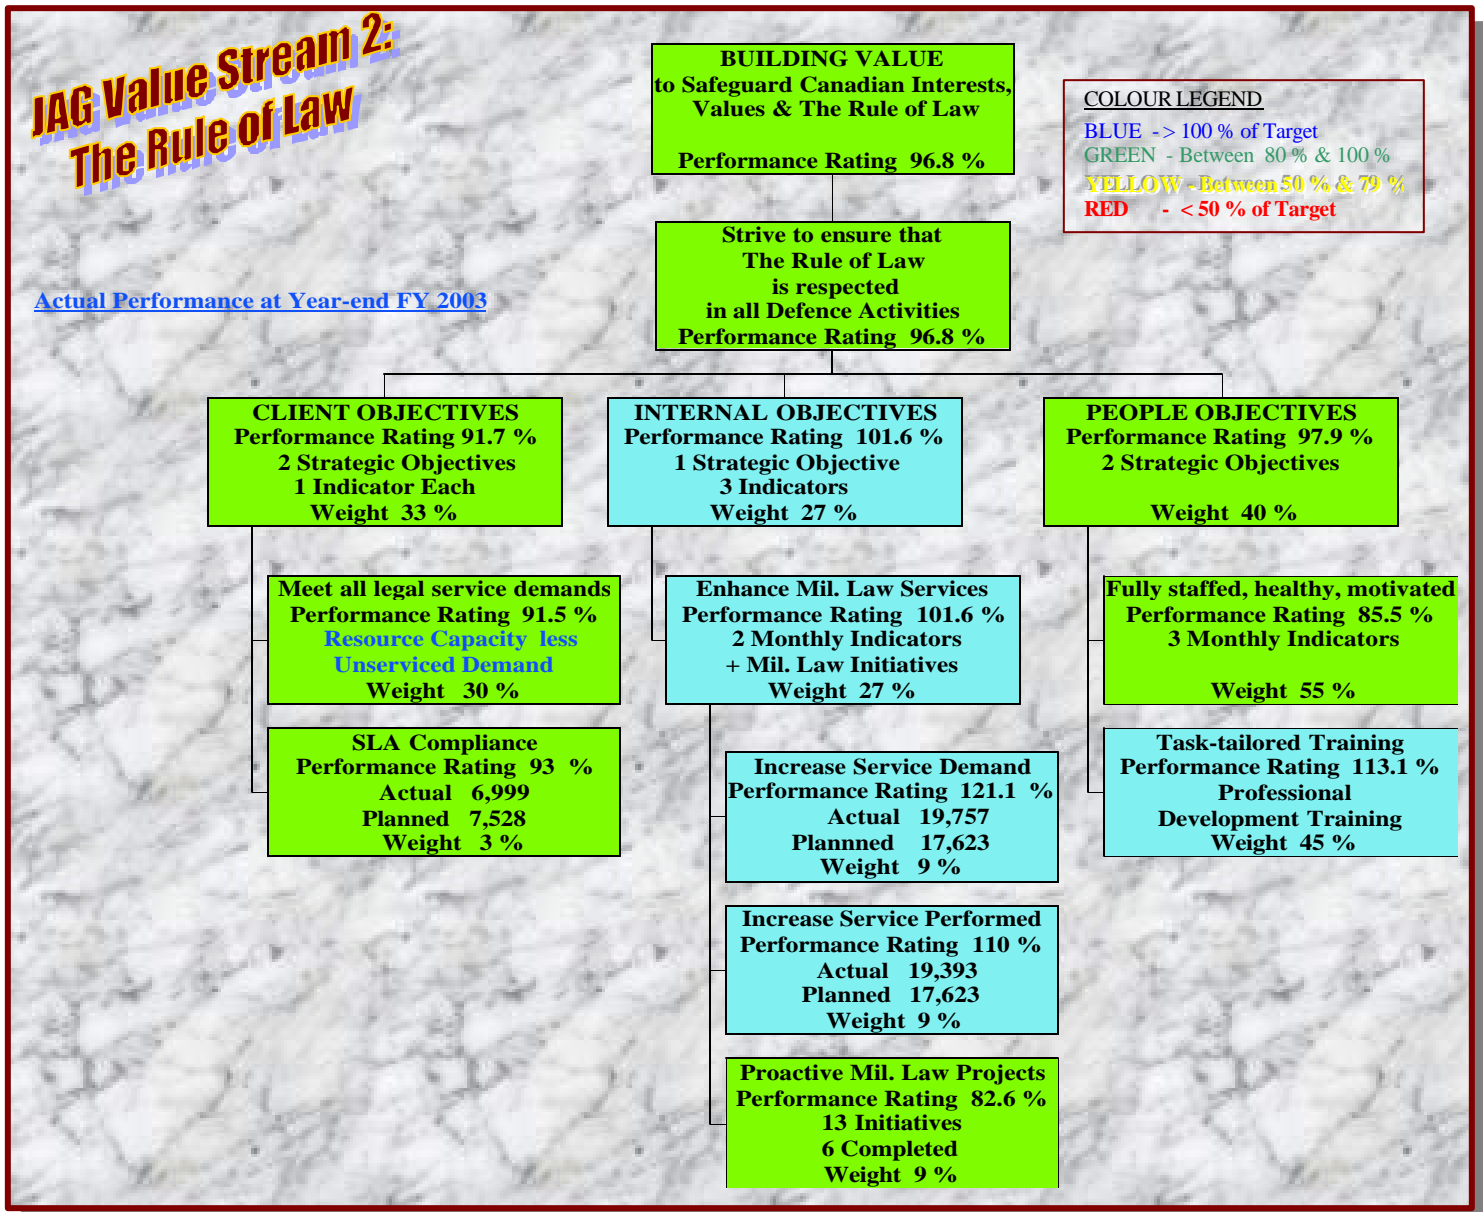 JAG Value Stream 2:
The Rule of Law
BUILDING VALUE
to Safeguard Canadian Interests,
Values & The Rule of Law
Performance Rating 96.8 %
COLOUR LEGEND
BLUE - > 100 % of Target
GREEN - Between 80 % & 100 %
YELLOW - Between 50 % & 79 %
RED - < 50 % of Target
Strive to ensure that
The Rule of Law
is respected
in all Defence Activities
Performance Rating 96.8 %
Actual Performance at Year-end FY 2003
CLIENT OBJECTIVES
Performance Rating 91.7 %
2 Strategic Objectives
1 Indicator Each
Weight 33 %
INTERNAL OBJECTIVES
Performance Rating 101.6 %
1 Strategic Objective
3 Indicators
Weight 27 %
PEOPLE OBJECTIVES
Performance Rating 97.9 %
2 Strategic Objectives
Weight 40 %
Meet all legal service demands
Performance Rating 91.5 %
Resource Capacity less
Unserviced Demand
Weight 30 %
SLA Compliance
Performance Rating 93 %
Actual 6,999
Planned 7,528
Weight 3 %
Enhance Mil. Law Services
Performance Rating 101.6 %
2 Monthly Indicators
+ Mil. Law Initiatives
Weight 27 %
Increase Service Demand
Performance Rating 121.1 %
Actual 19,757
Plannned 17,623
Weight 9 %
Increase Service Performed
Performance Rating 110 %
Actual 19,393
Planned 17,623
Weight 9 %
Proactive Mil. Law Projects
Performance Rating 82.6 %
13 Initiatives
6 Completed
Weight 9 %
Fully staffed, healthy, motivated
Performance Rating 85.5 %
3 Monthly Indicators
Weight 55 %
Task-tailored Training
Performance Rating 113.1 %
Professional
Development Training
Weight 45 %